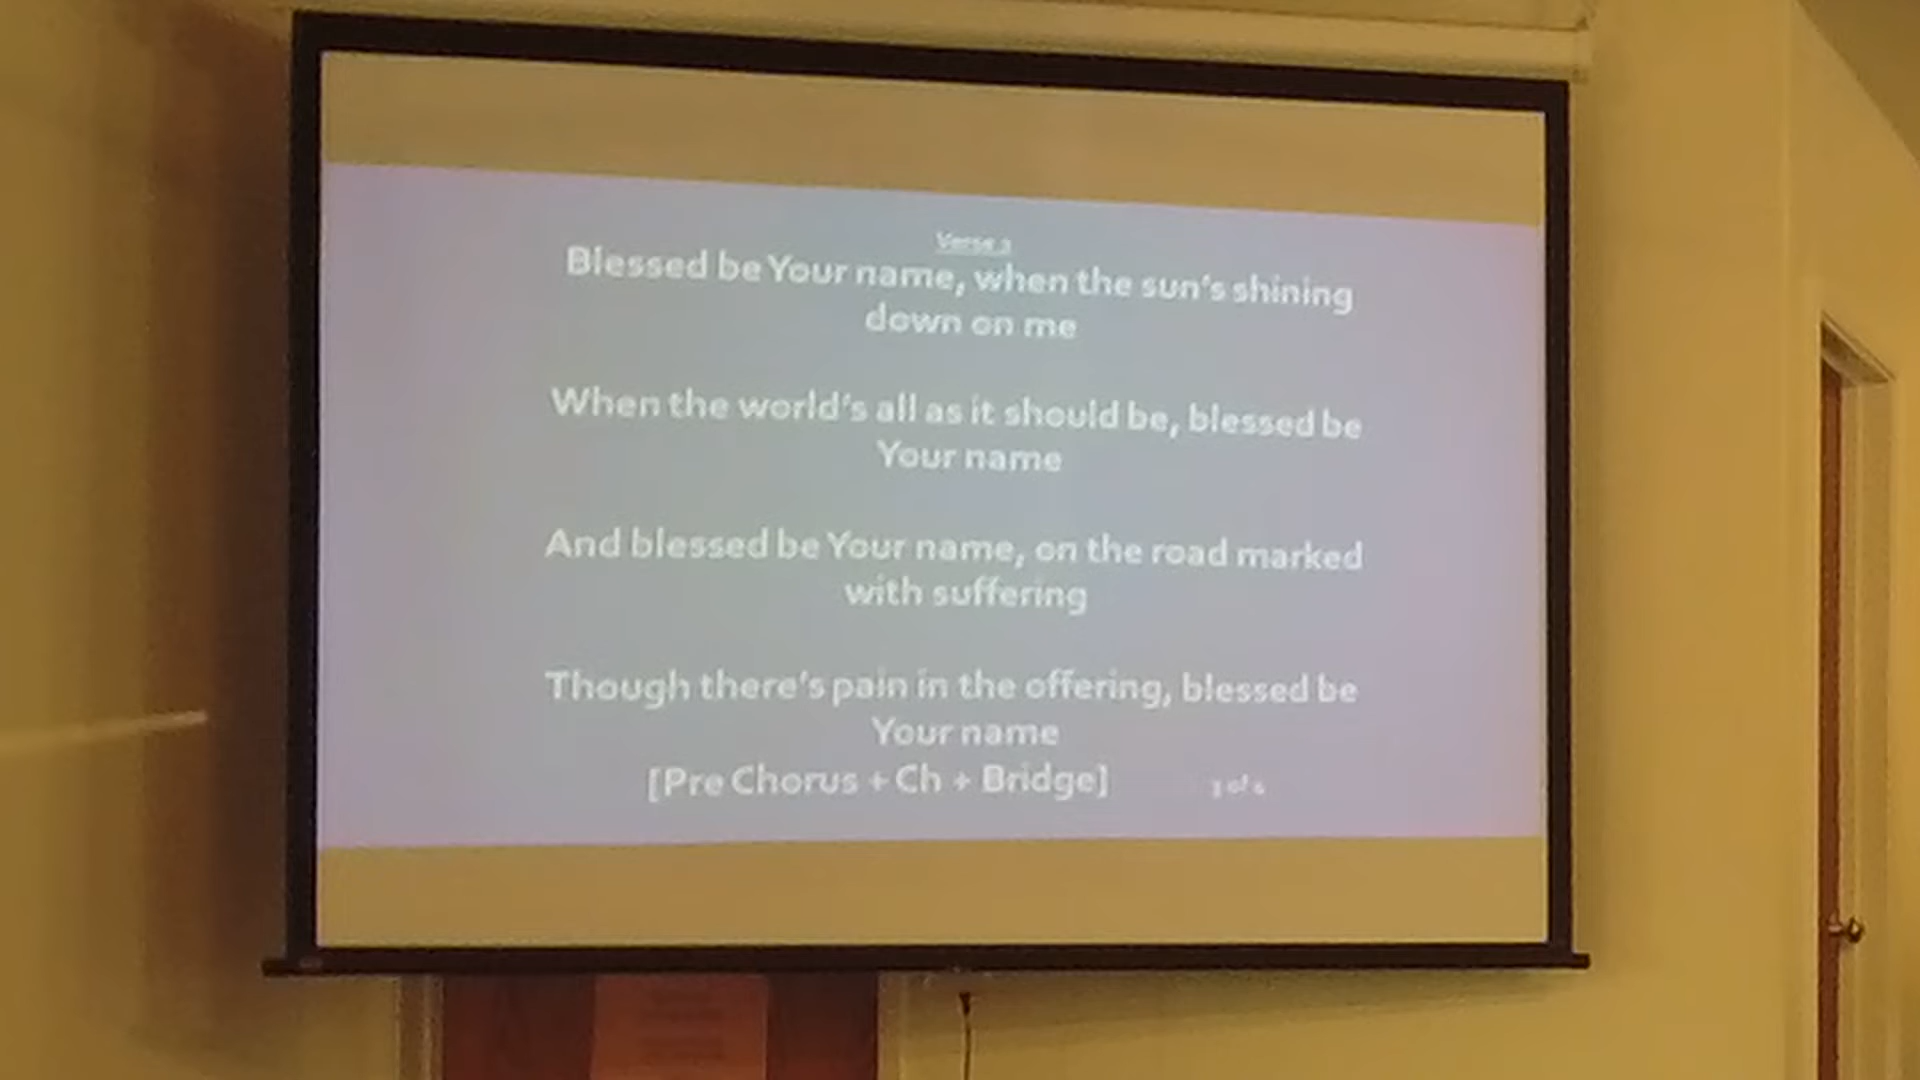 Verse 2
Blessed be Your name, when the sun's shining
down on me
When the world's all as it should be, blessed be
Your name
And blessed be Your name, on the road marked
with suffering
Though there's pain in the offering, blessed be
Your name
[Pre Chorus + Ch + Bridge]